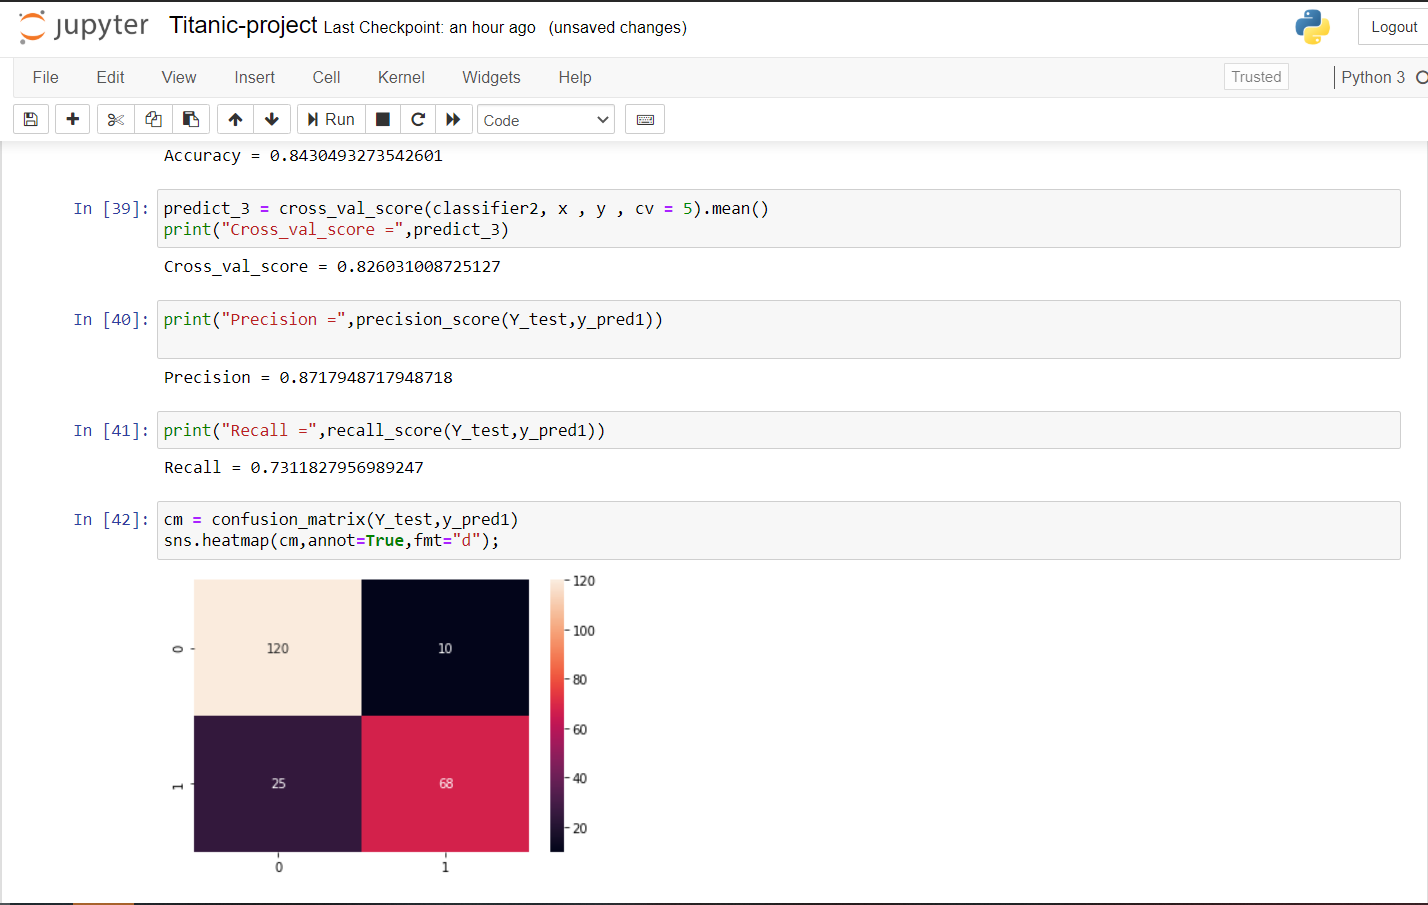 jupyter Titanic-project Last Checkpoint: an hour ago (unsaved changes) Logout
File Edit View Insert Cell Kernel Widgets Help Trusted Python 3
Run Code
Accuracy = 0.8430493273542601
In [39]: predict_3 = cross_val_score(classifier2, x , y , cv = 5).mean()
print("Cross_val_score =",predict_3)
Cross_val_score = 0.826031008725127
In [40]: print("Precision =",precision_score(Y_test,y_pred1))
Precision = 0.8717948717948718
In [41]: print("Recall =",recall_score(Y_test,y_pred1))
Recall = 0.7311827956989247
In [42]: cm = confusion_matrix(Y_test,y_pred1)
sns.heatmap(cm,annot=True,fmt="d");
120
100
0 120 10
80
60
1 25 68
40
20
0 1